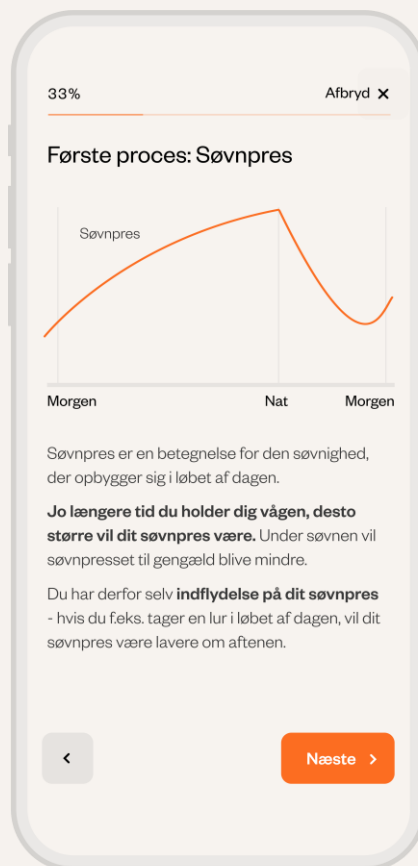 33%
Afbryd ×
Første proces: Søvnpres
Søvnpres
Morgen
Nat
Morgen
Søvnpres er en betegnelse for den søvnighed,
der opbygger sig i løbet af dagen.
Jo længere tid du holder dig vågen, desto
større vil dit søvnpres være. Under søvnen vil
søvnpresset til gengæld blive mindre.
Du har derfor selv indflydelse på dit søvnpres
- hvis du f.eks. tager en lur i løbet af dagen, vil dit
søvnpres være lavere om aftenen.
Næste